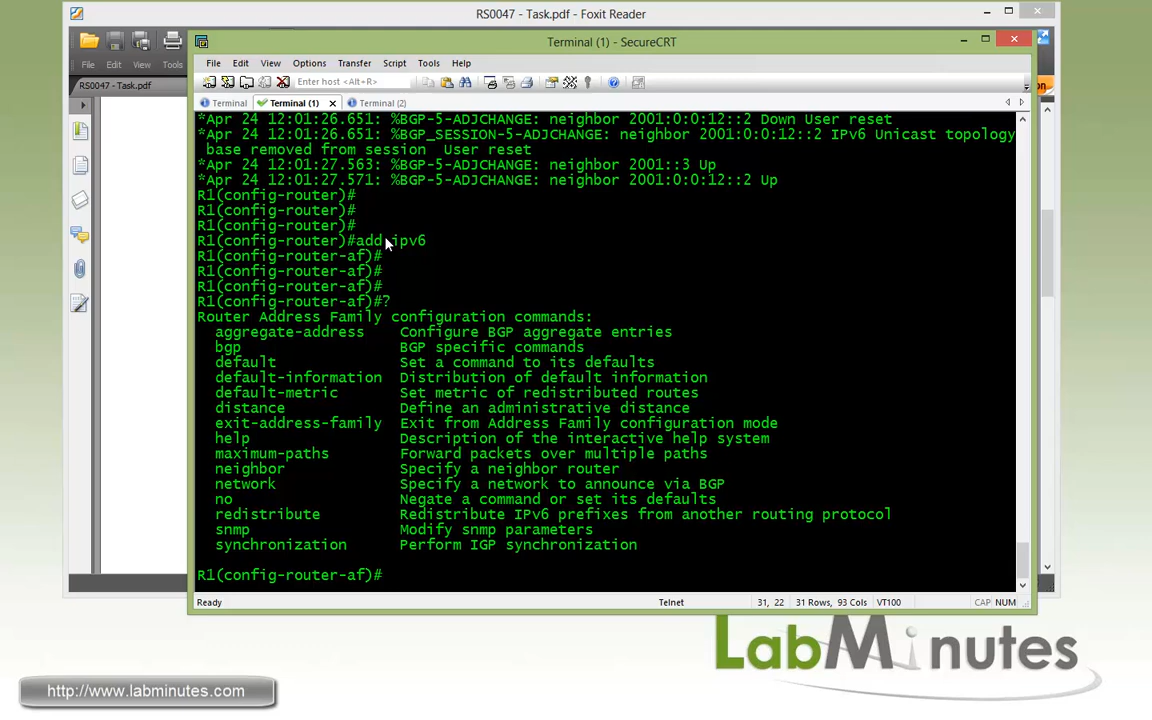 RS0047 - Task.pdf - Foxit Reader
File Edit View Tools
RS0047 - Task.pdf
Terminal (1) - SecureCRT
File Edit View Options Transfer Script Tools Help
Enter host <Alt+R>
Terminal Terminal (1) Terminal (2)
*Apr 24 12:01:26.651: %BGP-5-ADJCHANGE: neighbor 2001:0:0:12::2 Down User reset
*Apr 24 12:01:26.651: %BGP_SESSION-5-ADJCHANGE: neighbor 2001:0:0:12::2 IPv6 Unicast topology
base removed from session  User reset
*Apr 24 12:01:27.563: %BGP-5-ADJCHANGE: neighbor 2001::3 Up
*Apr 24 12:01:27.571: %BGP-5-ADJCHANGE: neighbor 2001:0:0:12::2 Up
R1(config-router)#
R1(config-router)#
R1(config-router)#
R1(config-router)#add ipv6
R1(config-router-af)#
R1(config-router-af)#
R1(config-router-af)#
R1(config-router-af)#?
Router Address Family configuration commands:
aggregate-address Configure BGP aggregate entries
bgp BGP specific commands
default Set a command to its defaults
default-information Distribution of default information
default-metric Set metric of redistributed routes
distance Define an administrative distance
exit-address-family Exit from Address Family configuration mode
help Description of the interactive help system
maximum-paths Forward packets over multiple paths
neighbor Specify a neighbor router
network Specify a network to announce via BGP
no Negate a command or set its defaults
redistribute Redistribute IPv6 prefixes from another routing protocol
snmp Modify snmp parameters
synchronization Perform IGP synchronization
R1(config-router-af)#
Ready Telnet 31, 22 31 Rows, 93 Cols VT100 CAP NUM
LabMinutes
http://www.labminutes.com